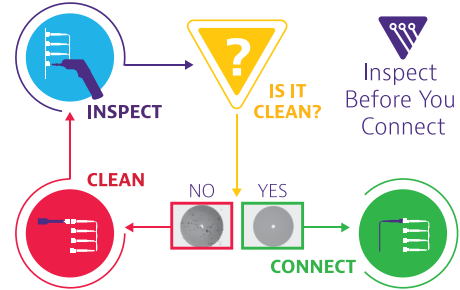 ?
INSPECT
IS IT
CLEAN?
Inspect
Before You
Connect
CLEAN
NO
YES
CONNECT